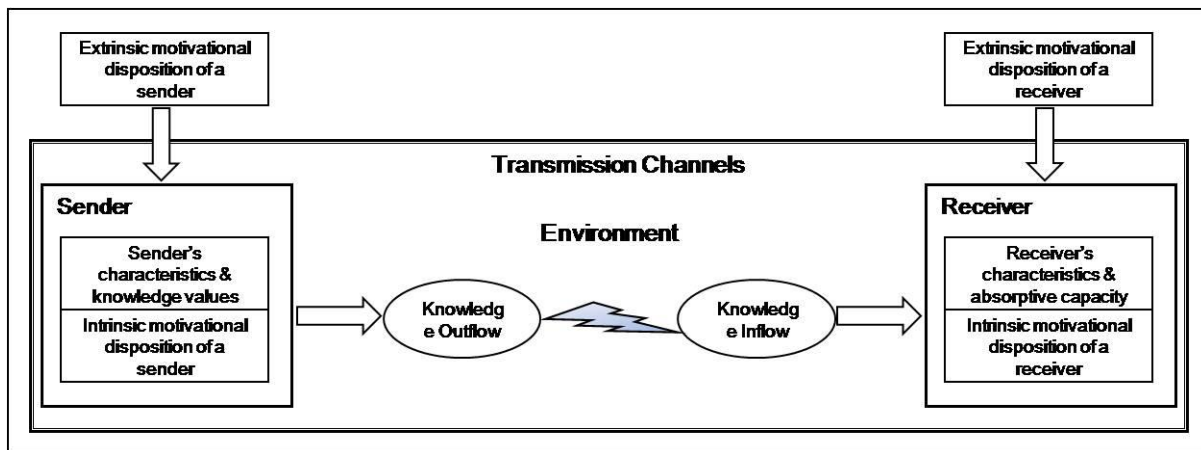 Extrinsic motivational
disposition of a
sender
Extrinsic motivational
disposition of a
receiver
Transmission Channels
Environment
Sender
Sender's
characteristics &
knowledge values
Intrinsic motivational
disposition of a
sender
Knowledg
e Outflow
Knowledg
e Inflow
Receiver
Receiver's
characteristics &
absorptive capacity
Intrinsic motivational
disposition of a
receiver